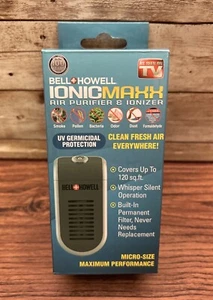 AS SEEN ON
TV
BELL+HOWELL
IONICMAXX
AIR PURIFIER & IONIZER
Smoke Pollen Bacteria Odor Dust Formaldehyde
UV GERMICIDAL
PROTECTION
CLEAN FRESH AIR
EVERYWHERE!
BELL+HOWELL
• Covers Up To
120 sq.ft.
• Whisper Silent
Operation
• Built-In
Permanent
Filter, Never
Needs
Replacement
MICRO-SIZE
MAXIMUM PERFORMANCE